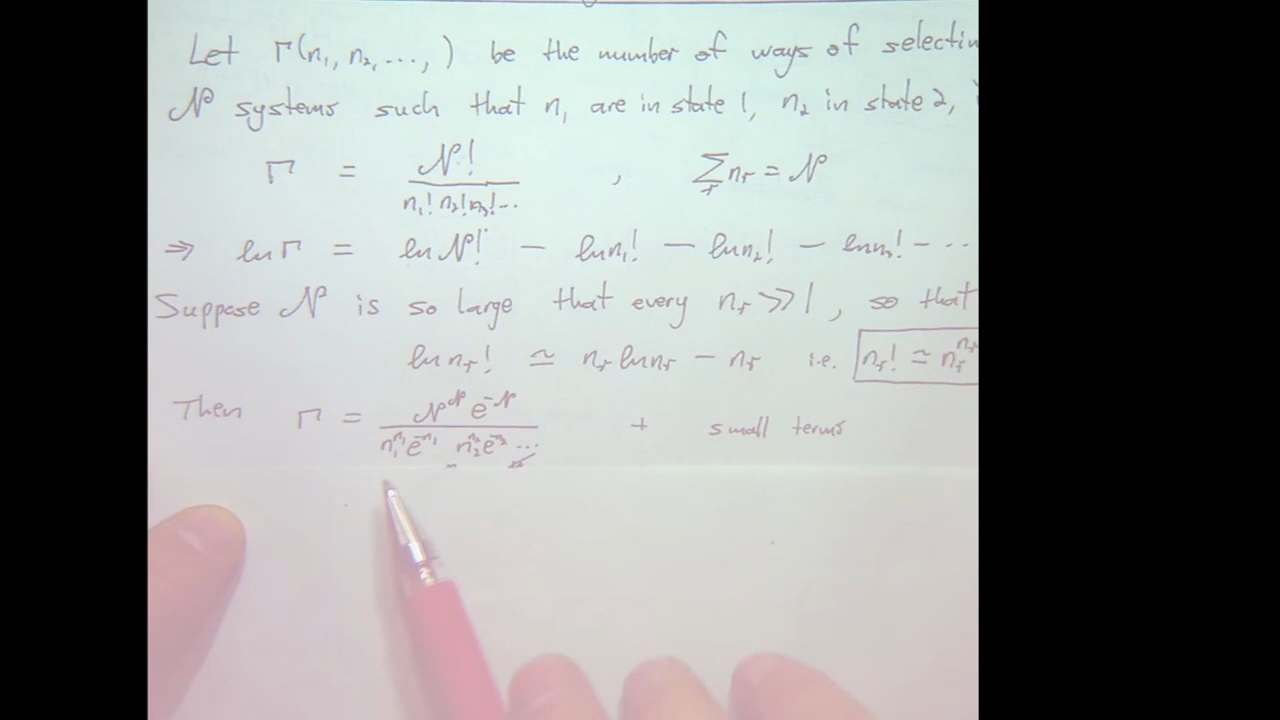 Let Γ(n₁, n₂, ..., ) be the number of ways of selectin
𝒩 systems such that n₁ are in state 1, n₂ in state 2,
Γ = 𝒩! / n₁! n₂! n₃! ... , Σ_r n_r = 𝒩
⇒ ln Γ = ln 𝒩! − ln n₁! − ln n₂! − ln n₃! − ...
Suppose 𝒩 is so large that every n_r ≫ 1, so that
ln n_r! ≃ n_r ln n_r − n_r i.e. n_r! ≃ n_r^{n_r}
Then Γ = 𝒩^𝒩 e^{-𝒩} / n₁^{n₁} e^{-n₁} n₂^{n₂} e^{-n₂} ... + small terms